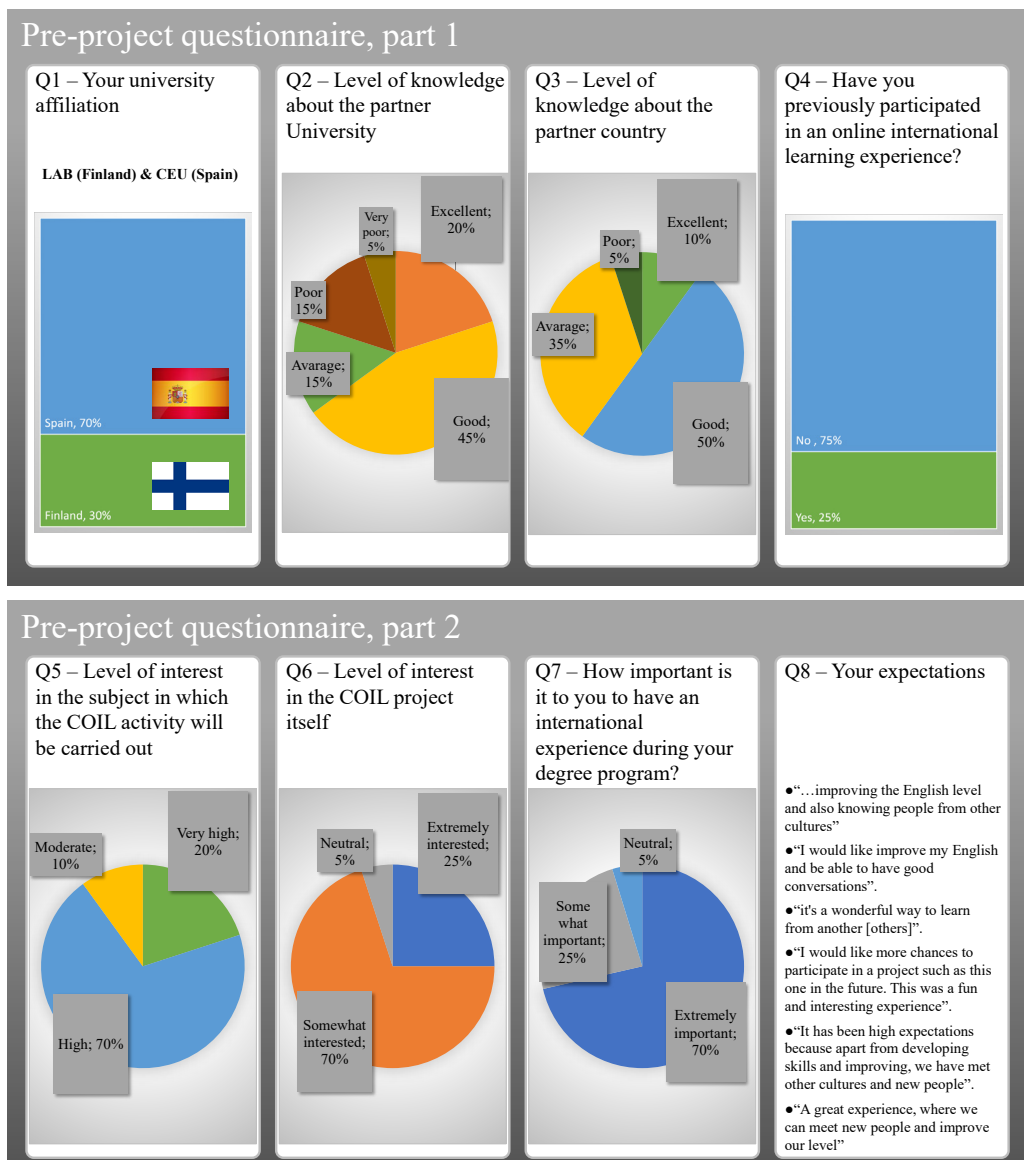 Pre-project questionnaire, part 1
Q1 – Your university
affiliation
LAB (Finland) & CEU (Spain)
Spain, 70%
Finland, 30%
Q2 – Level of knowledge
about the partner
University
Very
poor;
5%
Excellent;
20%
Poor
15%
Avarage;
15%
Good;
45%
Q3 – Level of
knowledge about the
partner country
Poor;
5%
Excellent;
10%
Avarage;
35%
Good;
50%
Q4 – Have you
previously participated
in an online international
learning experience?
No , 75%
Yes, 25%
Pre-project questionnaire, part 2
Q5 – Level of interest
in the subject in which
the COIL activity will
be carried out
Moderate;
10%
Very high;
20%
High; 70%
Q6 – Level of interest
in the COIL project
itself
Neutral;
5%
Extremely
interested;
25%
Somewhat
interested;
70%
Q7 – How important is
it to you to have an
international
experience during your
degree program?
Neutral;
5%
Some
what
important;
25%
Extremely
important;
70%
Q8 – Your expectations
●“…improving the English level
and also knowing people from other
cultures”
●“I would like improve my English
and be able to have good
conversations”.
●“it's a wonderful way to learn
from another [others]”.
●“I would like more chances to
participate in a project such as this
one in the future. This was a fun
and interesting experience”.
●“It has been high expectations
because apart from developing
skills and improving, we have met
other cultures and new people”.
●“A great experience, where we
can meet new people and improve
our level”